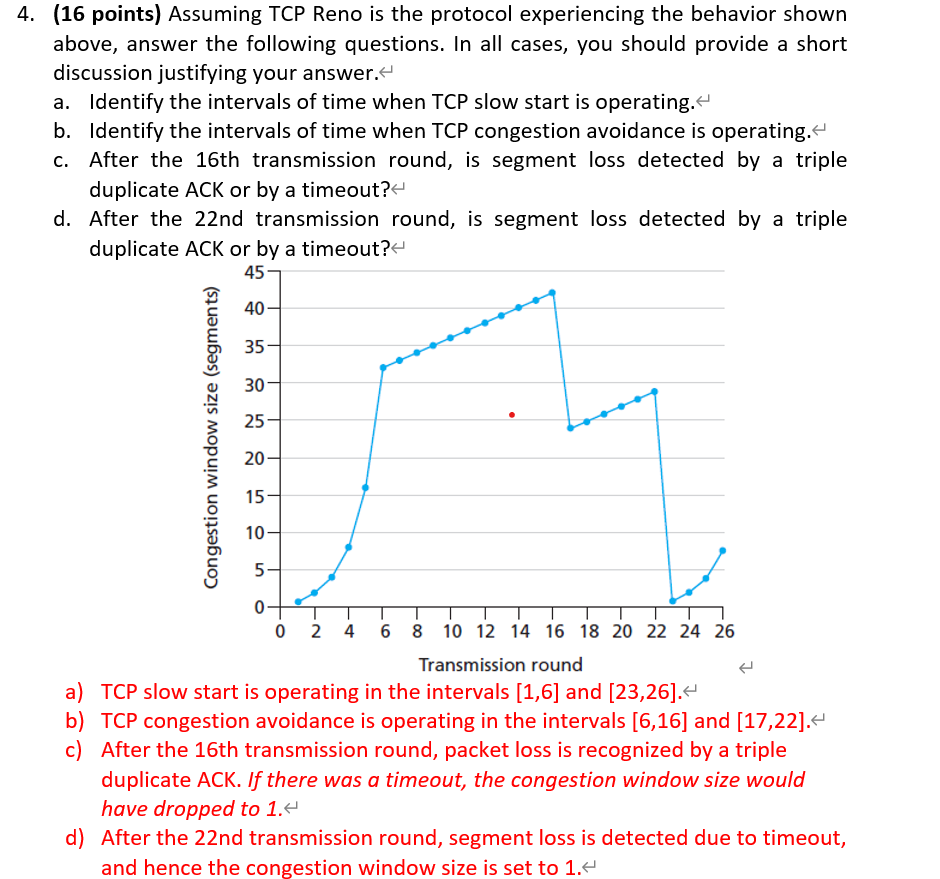 4. (16 points) Assuming TCP Reno is the protocol experiencing the behavior shown
above, answer the following questions. In all cases, you should provide a short
discussion justifying your answer.↵
a. Identify the intervals of time when TCP slow start is operating.↵
b. Identify the intervals of time when TCP congestion avoidance is operating.↵
c. After the 16th transmission round, is segment loss detected by a triple
duplicate ACK or by a timeout?↵
d. After the 22nd transmission round, is segment loss detected by a triple
duplicate ACK or by a timeout?↵
Congestion window size (segments)
45
40
35
30
25
20
15
10
5
0
0 2 4 6 8 10 12 14 16 18 20 22 24 26
Transmission round ↵
a) TCP slow start is operating in the intervals [1,6] and [23,26].↵
b) TCP congestion avoidance is operating in the intervals [6,16] and [17,22].↵
c) After the 16th transmission round, packet loss is recognized by a triple
duplicate ACK. If there was a timeout, the congestion window size would
have dropped to 1.↵
d) After the 22nd transmission round, segment loss is detected due to timeout,
and hence the congestion window size is set to 1.↵